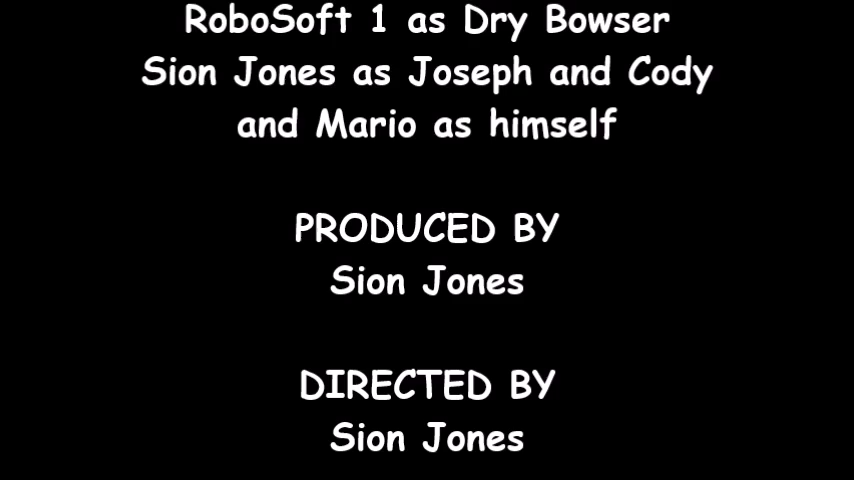 RoboSoft 1 as Dry Bowser
Sion Jones as Joseph and Cody
and Mario as himself
PRODUCED BY
Sion Jones
DIRECTED BY
Sion Jones